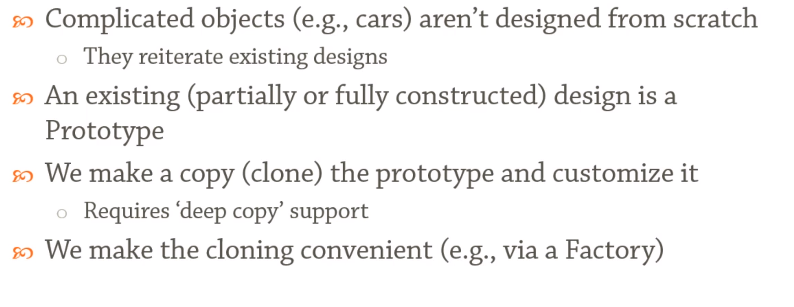 Complicated objects (e.g., cars) aren’t designed from scratch
They reiterate existing designs
An existing (partially or fully constructed) design is a
Prototype
We make a copy (clone) the prototype and customize it
Requires ‘deep copy’ support
We make the cloning convenient (e.g., via a Factory)